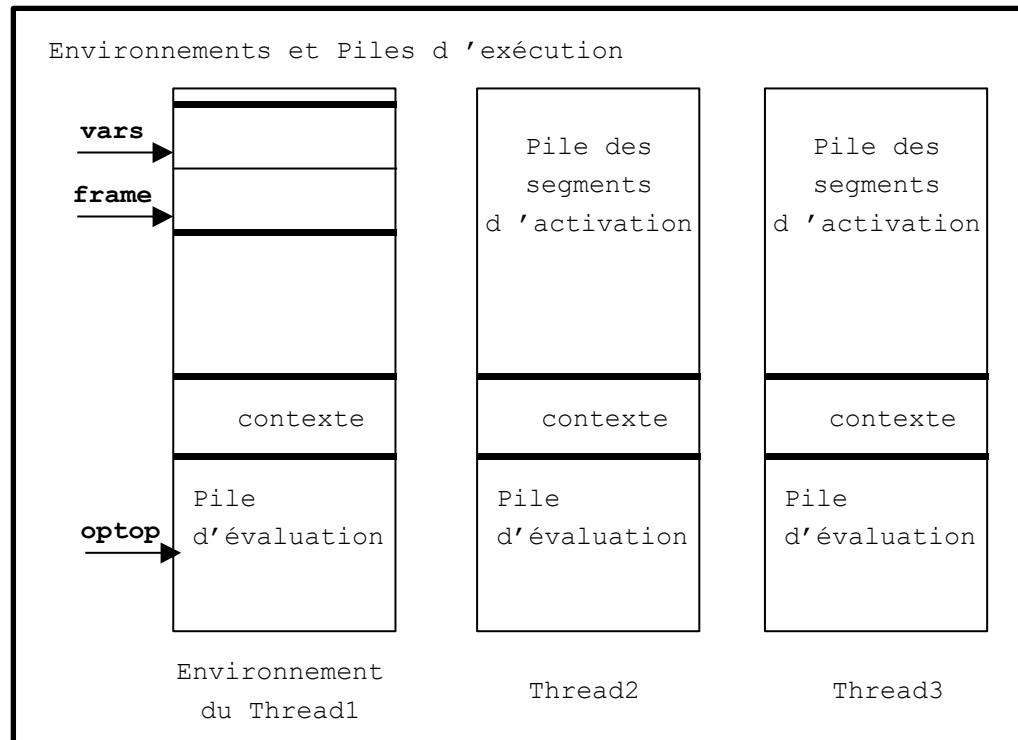 Environnements et Piles d ’exécution
vars
frame
optop
contexte
Pile
d’évaluation
Environnement
du Thread1
Pile des
segments
d ’activation
contexte
Pile
d’évaluation
Thread2
Pile des
segments
d ’activation
contexte
Pile
d’évaluation
Thread3